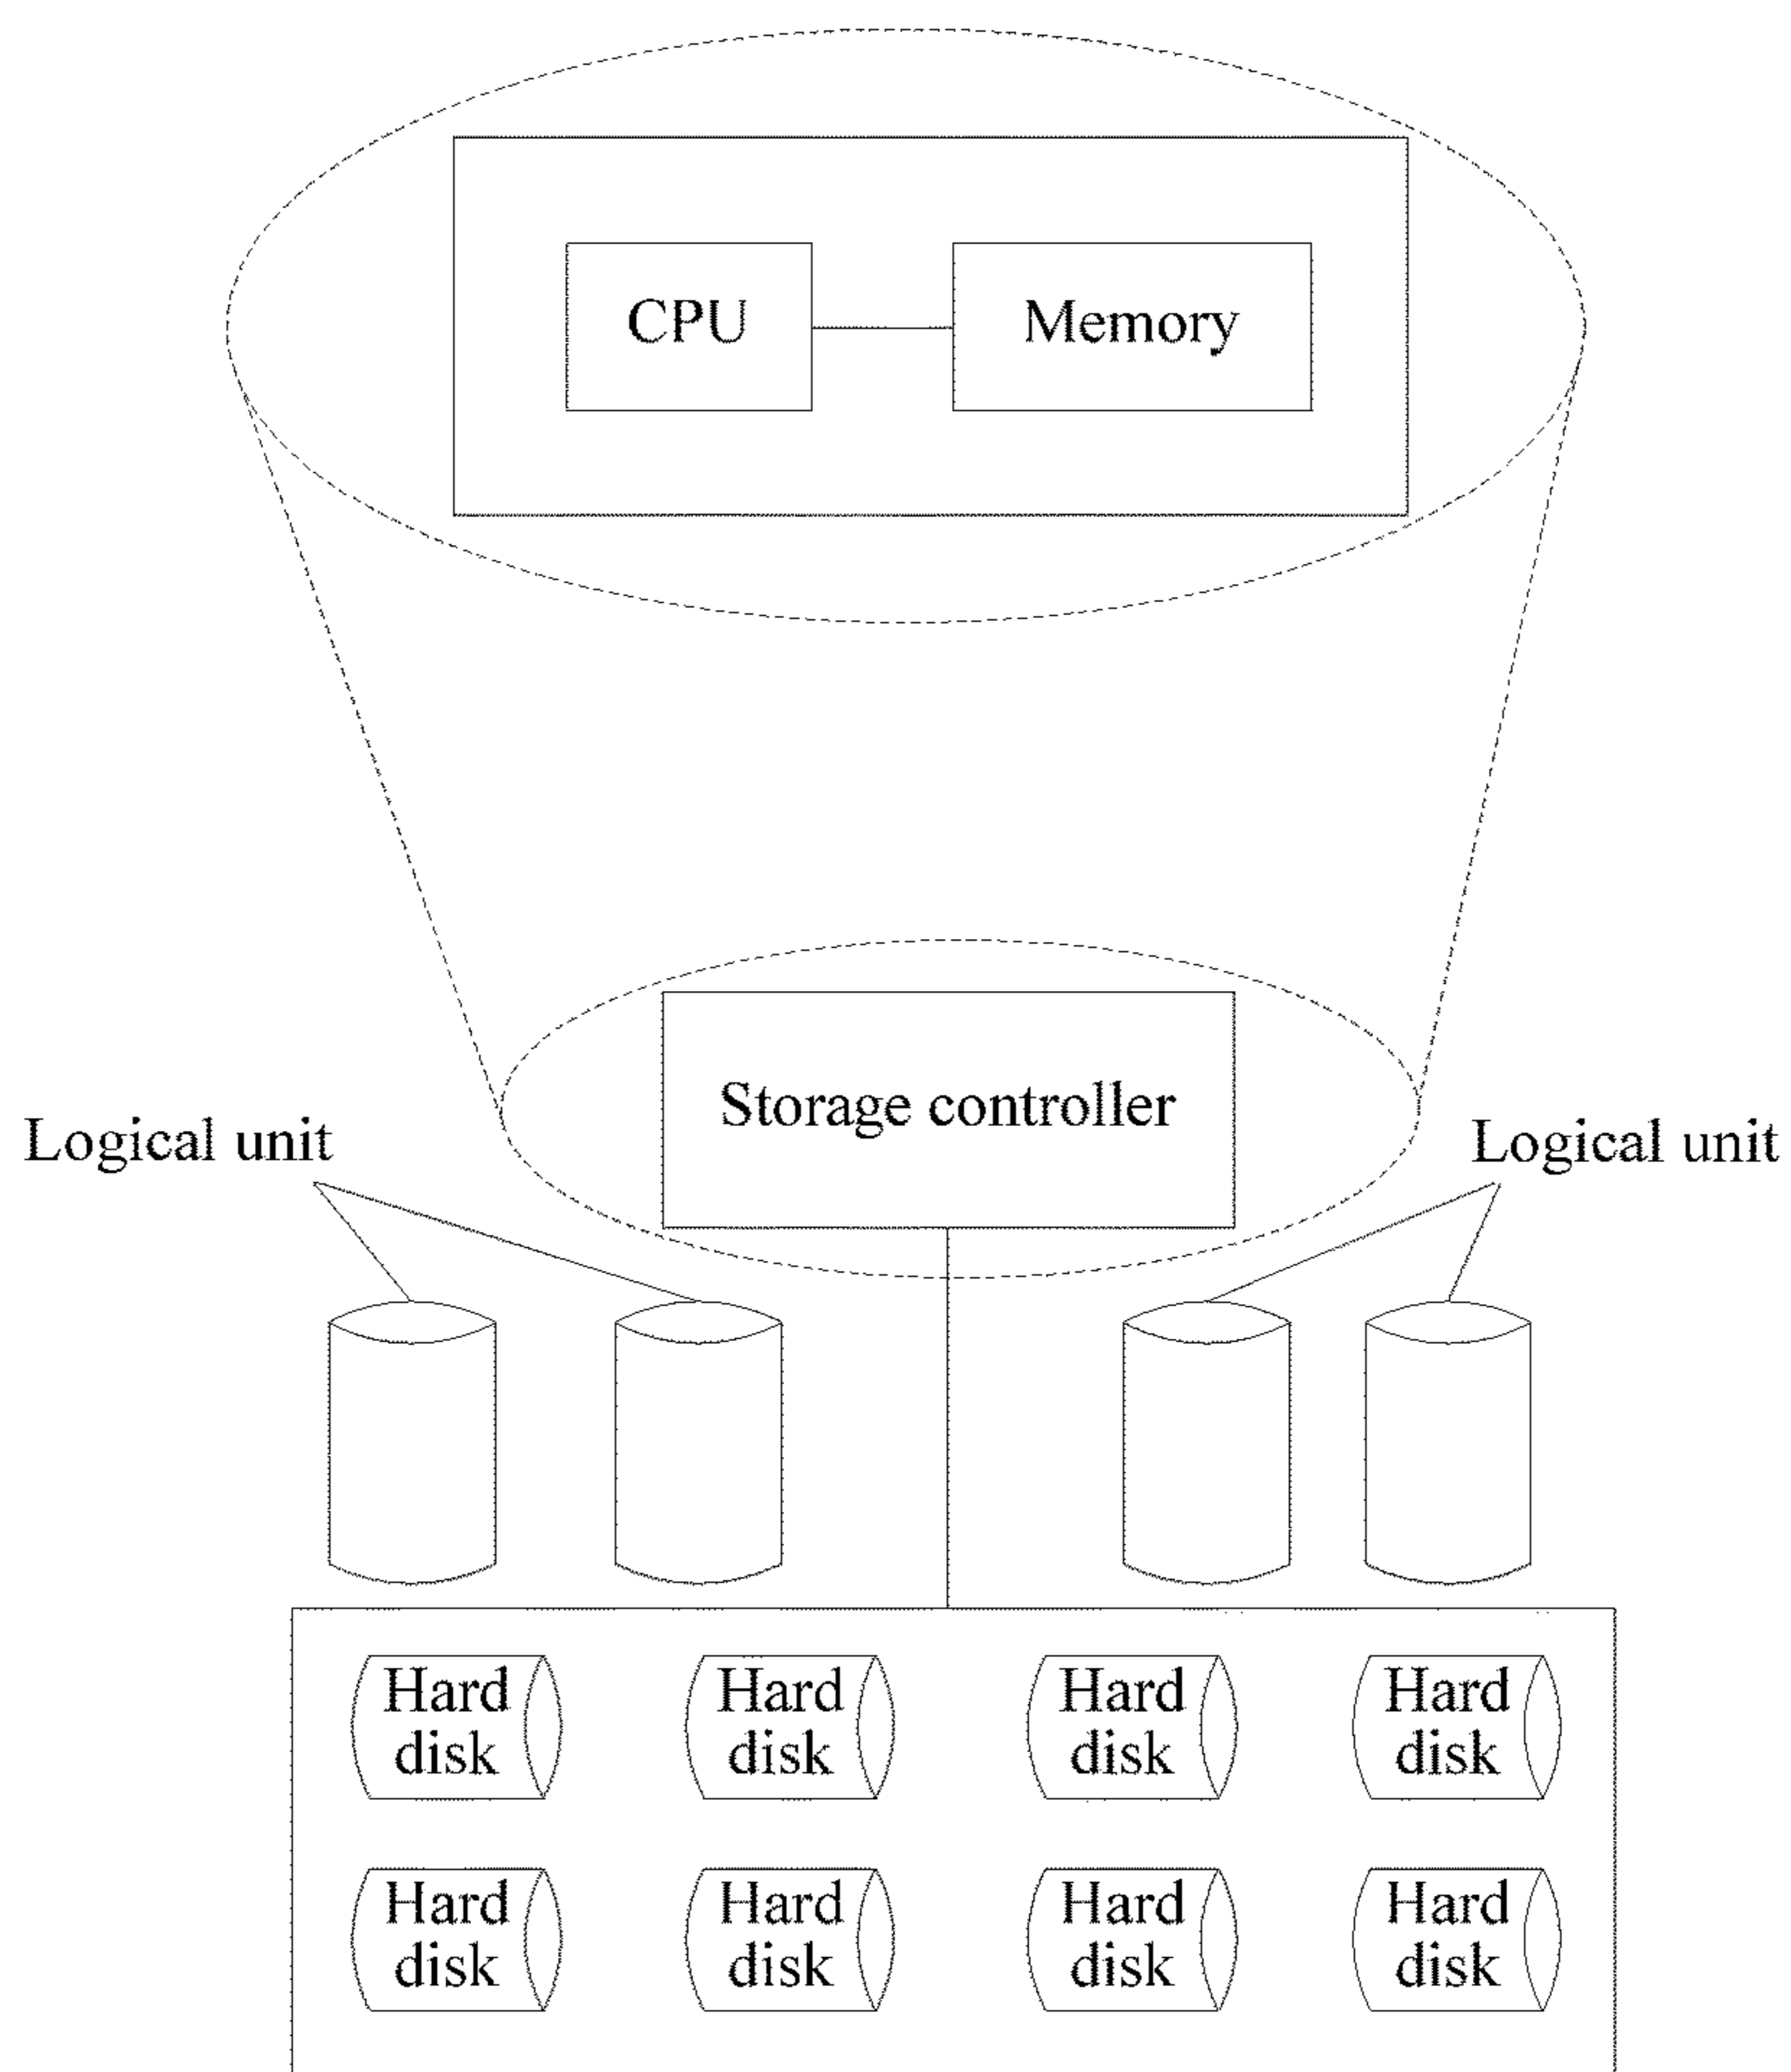 CPU
Memory
Storage controller
Logical unit
Logical unit
Hard
disk
Hard
disk
Hard
disk
Hard
disk
Hard
disk
Hard
disk
Hard
disk
Hard
disk